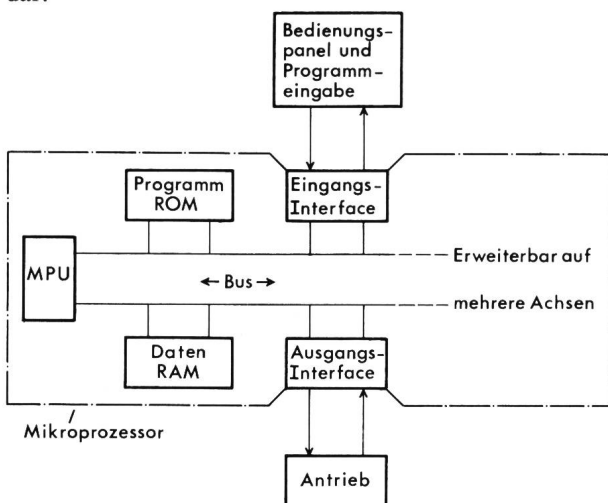 Bedienungs-
panel und
Programm-
eingabe
Programm
ROM
Eingangs-
Interface
MPU
Erweiterbar auf
← Bus →
mehrere Achsen
Daten
RAM
Ausgangs-
Interface
Mikroprozessor
Antrieb